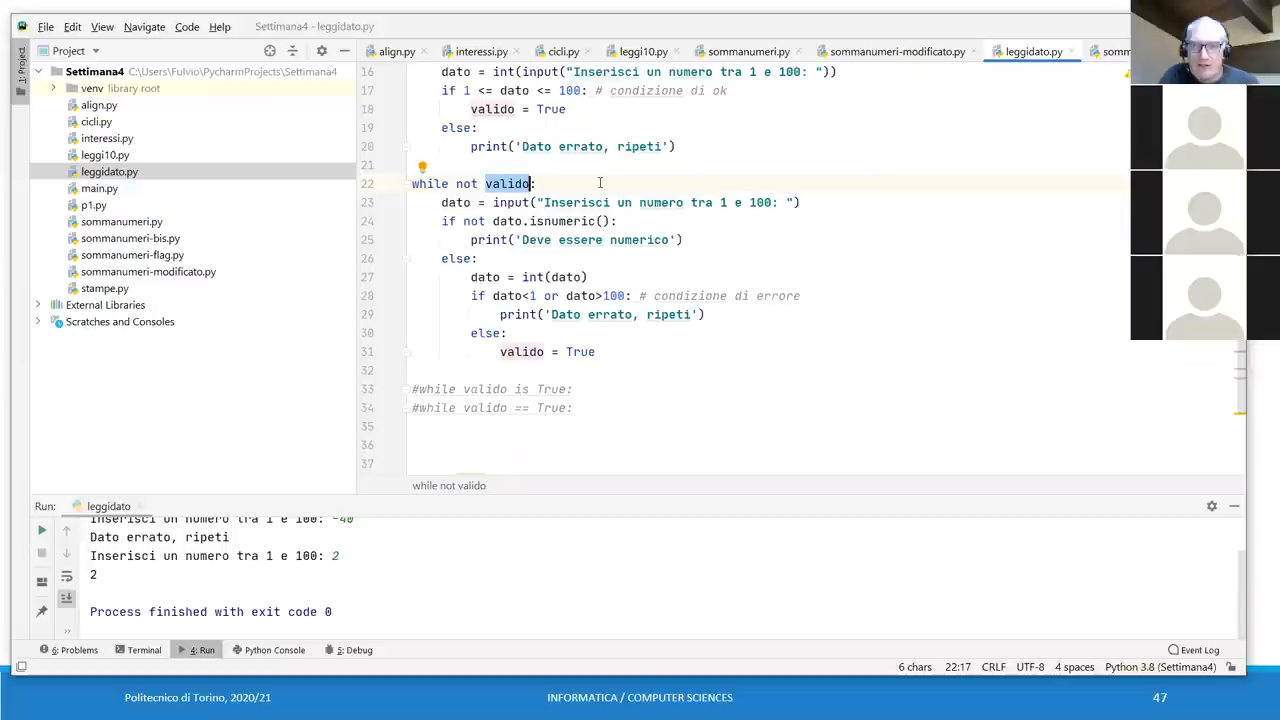 File Edit View Navigate Code Help Settimana4 - leggidato.py
1: Project
Project
align.py interessi.py cicli.py leggi10.py sommanumeri.py sommanumeri-modificato.py leggidato.py somm
Settimana4 C:\Users\Fulvio\PycharmProjects\Settimana4
venv library root
align.py
cicli.py
interessi.py
leggi10.py
leggidato.py
main.py
p1.py
sommanumeri.py
sommanumeri-bis.py
sommanumeri-flag.py
sommanumeri-modificato.py
stampe.py
External Libraries
Scratches and Consoles
16 dato = int(input("Inserisci un numero tra 1 e 100: "))
17 if 1 <= dato <= 100: # condizione di ok
18 valido = True
19 else:
20 print('Dato errato, ripeti')
21
22 while not valido:
23 dato = input("Inserisci un numero tra 1 e 100: ")
24 if not dato.isnumeric():
25 print('Deve essere numerico')
26 else:
27 dato = int(dato)
28 if dato<1 or dato>100: # condizione di errore
29 print('Dato errato, ripeti')
30 else:
31 valido = True
32
33 #while valido is True:
34 #while valido == True:
35
36
37
while not valido
Run: leggidato
Inserisci un numero tra 1 e 100: -40
Dato errato, ripeti
Inserisci un numero tra 1 e 100: 2
2
Process finished with exit code 0
6: Problems Terminal 4: Run Python Console 5: Debug Event Log
6 chars 22:17 CRLF UTF-8 4 spaces Python 3.8 (Settimana4)
Politecnico di Torino, 2020/21 INFORMATICA / COMPUTER SCIENCES 47